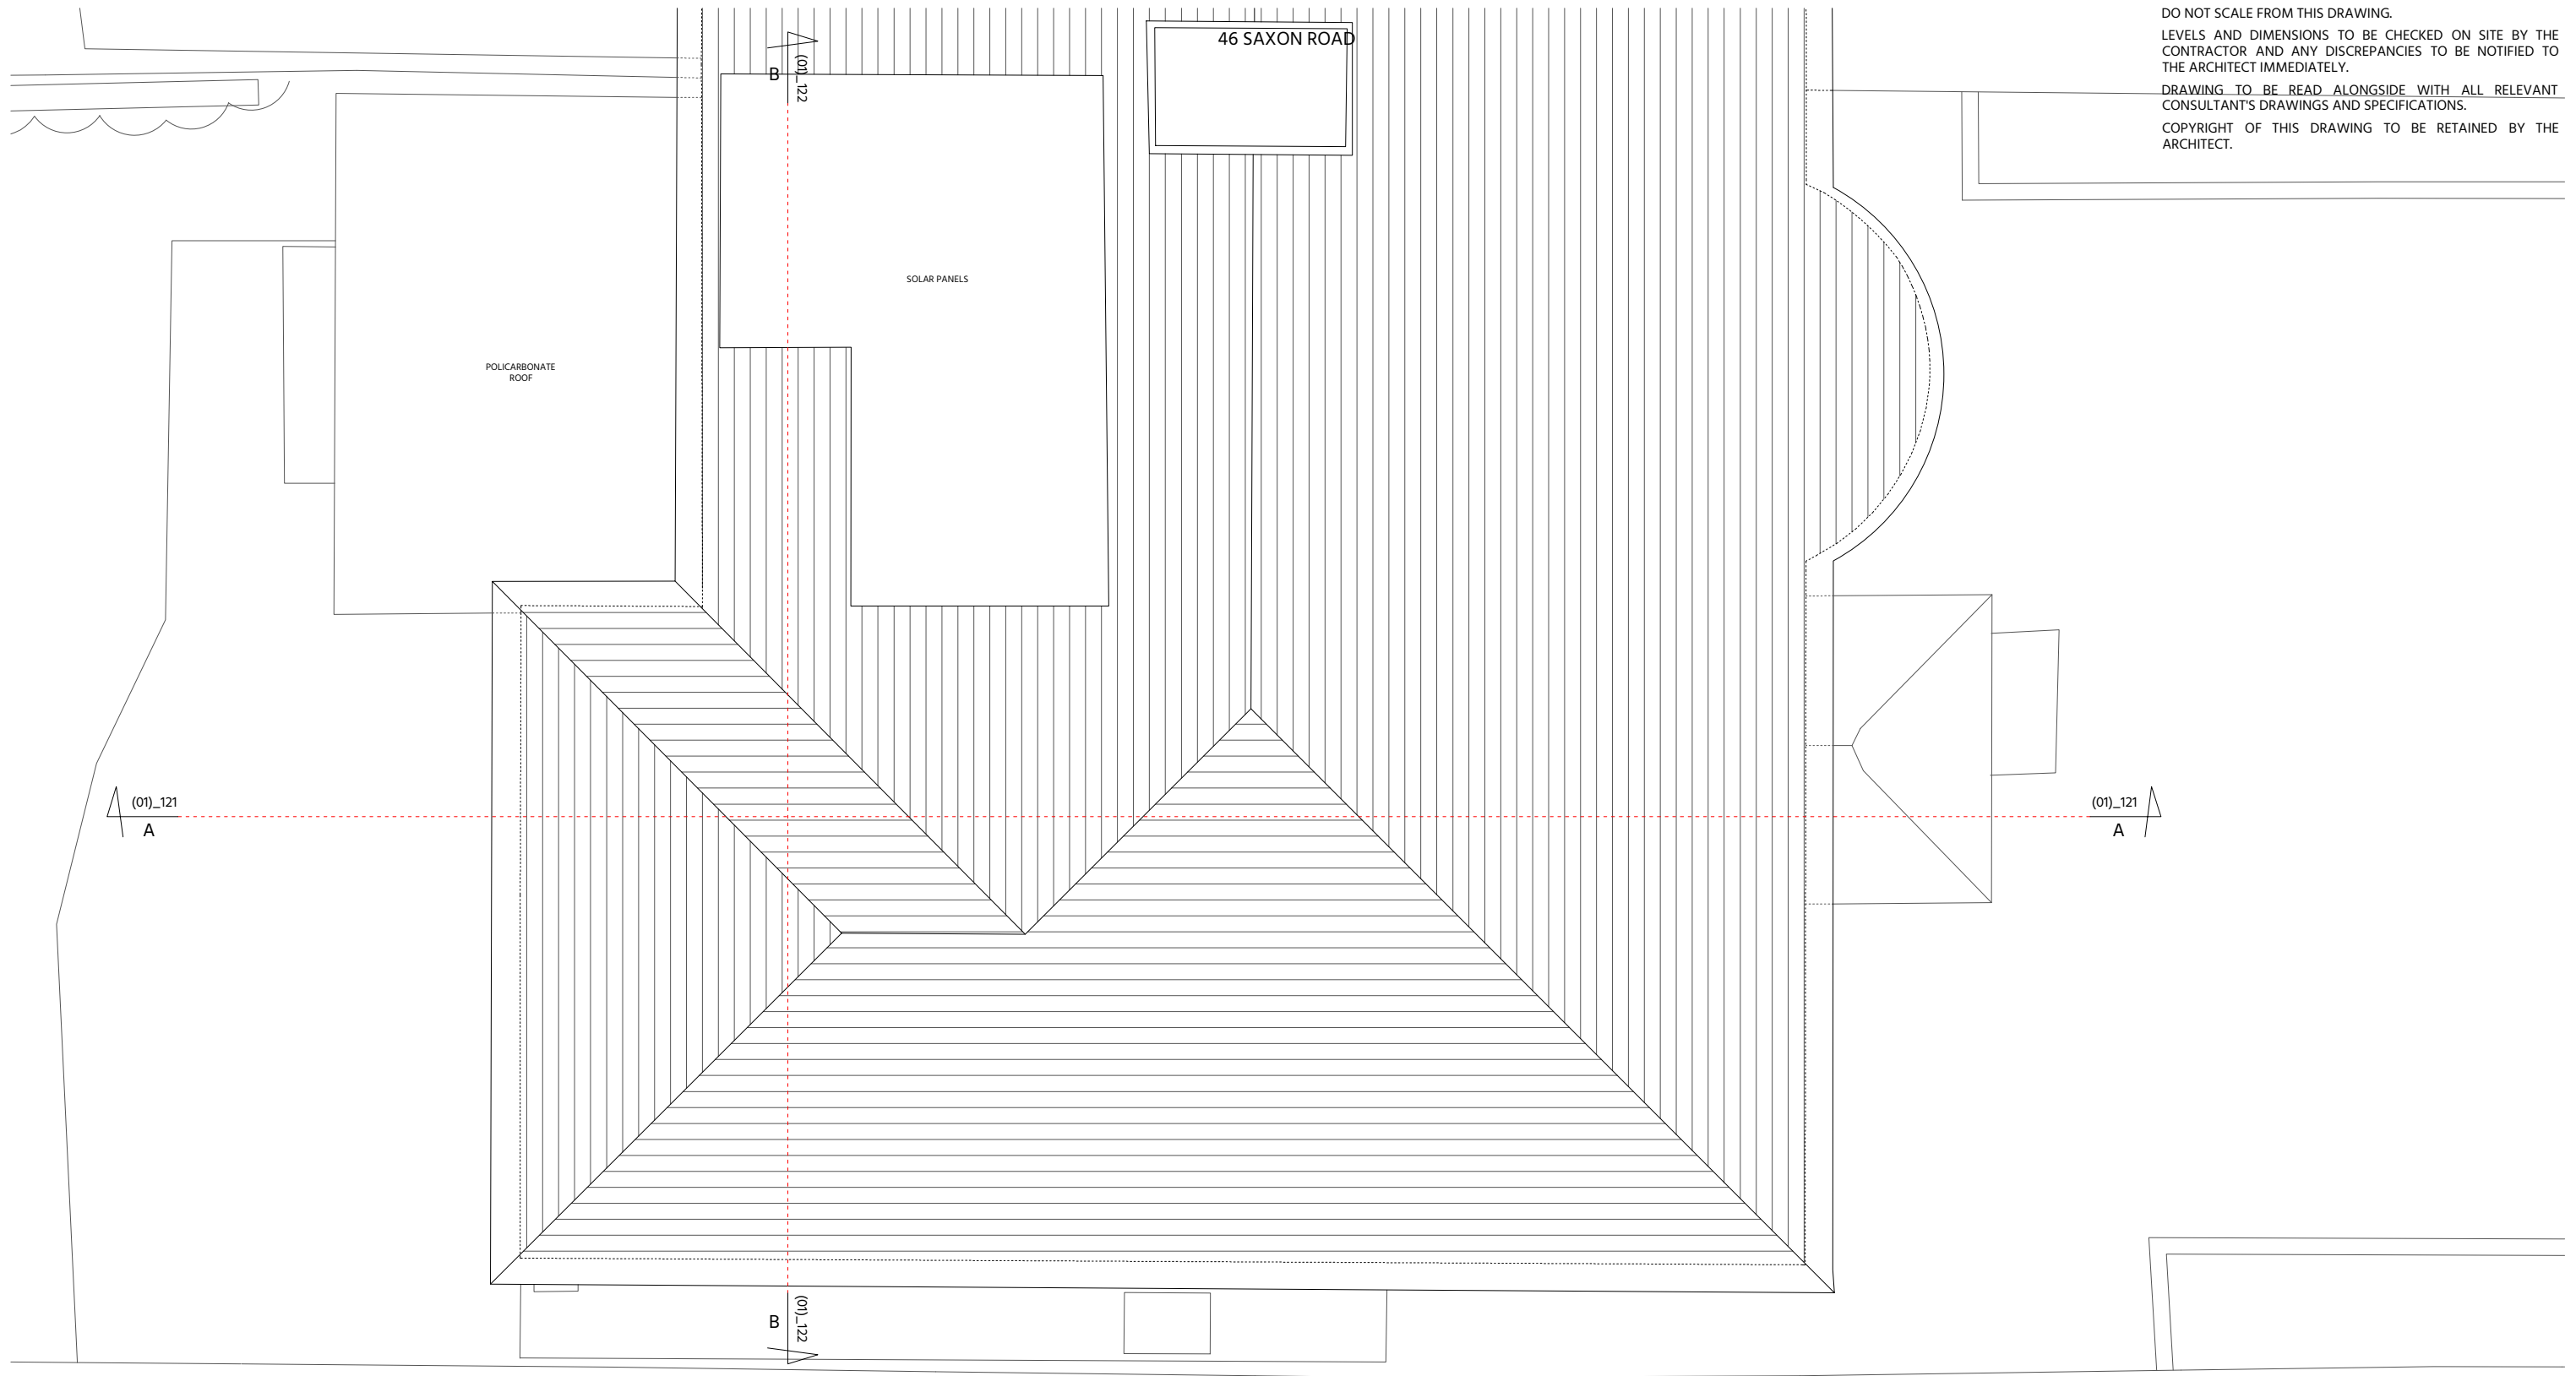 DO NOT SCALE FROM THIS DRAWING.
LEVELS AND DIMENSIONS TO BE CHECKED ON SITE BY THE
CONTRACTOR AND ANY DISCREPANCIES TO BE NOTIFIED TO
THE ARCHITECT IMMEDIATELY.
DRAWING TO BE READ ALONGSIDE WITH ALL RELEVANT
CONSULTANT'S DRAWINGS AND SPECIFICATIONS.
COPYRIGHT OF THIS DRAWING TO BE RETAINED BY THE
ARCHITECT.
46 SAXON ROAD
B
(01)_122
SOLAR PANELS
POLICARBONATE
ROOF
(01)_121
A
(01)_121
A
B
(01)_122